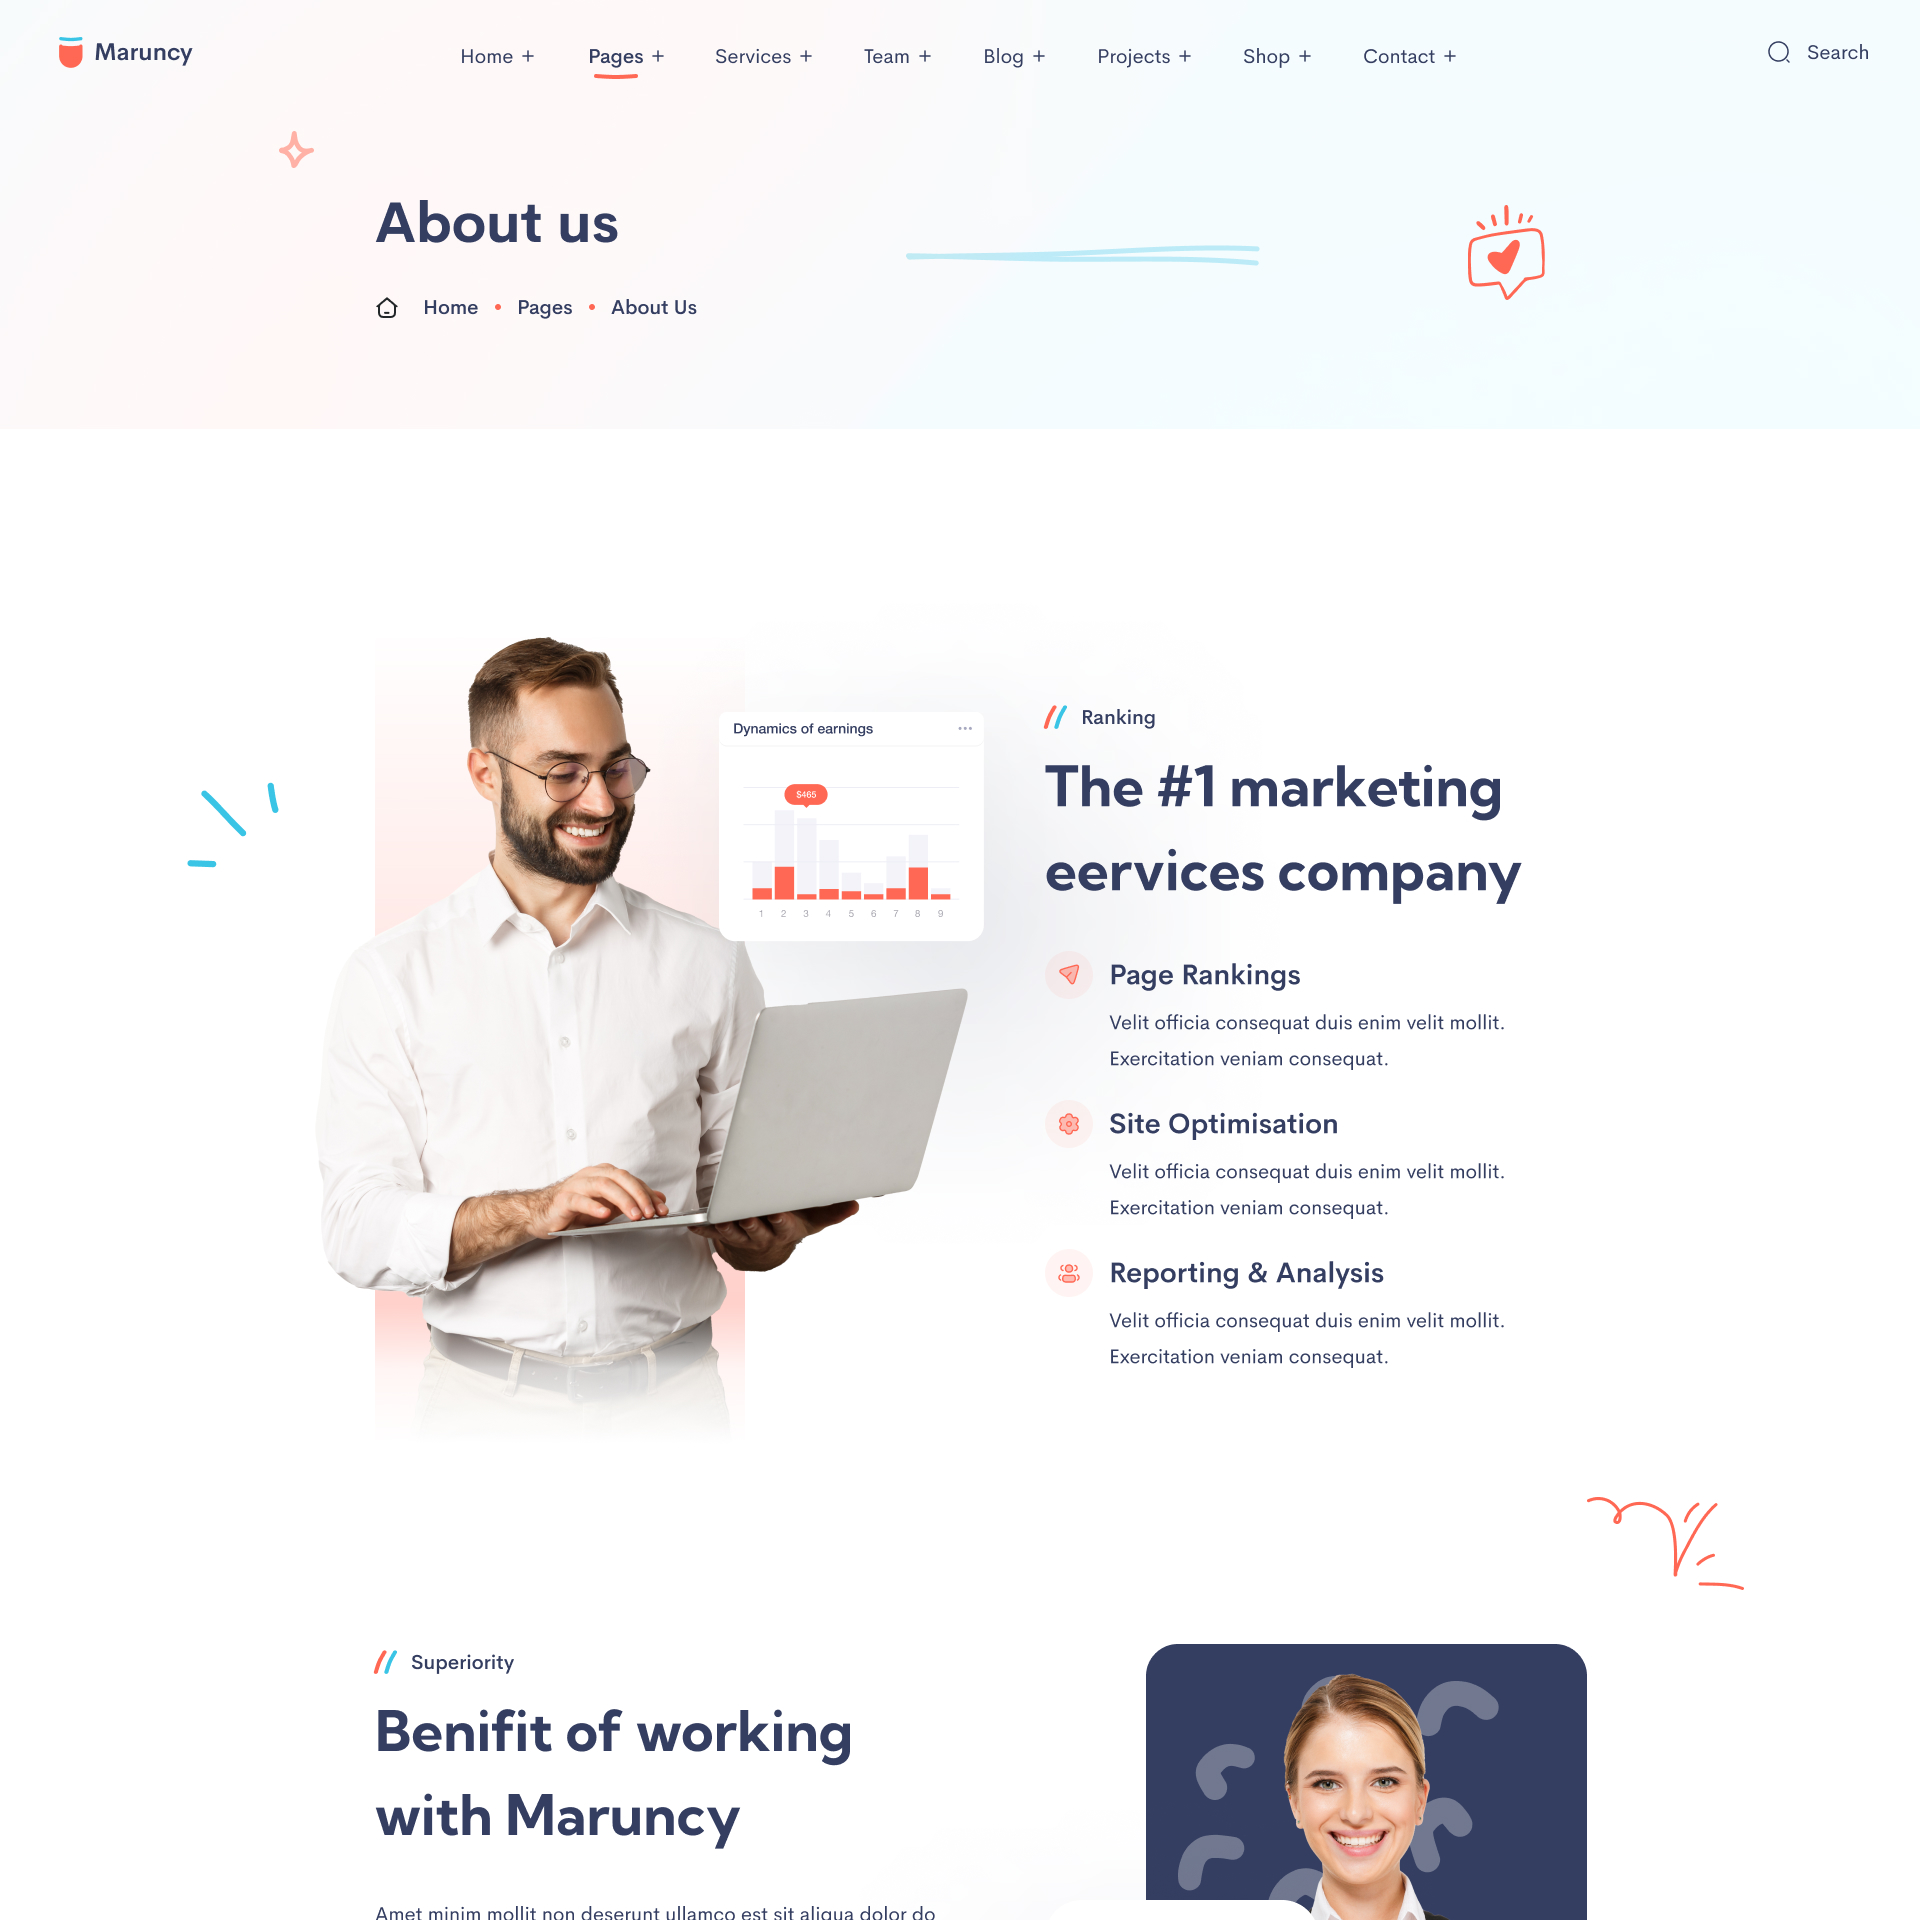 Maruncy
Home +
Pages +
Services +
Team +
Blog +
Projects +
Shop +
Contact +
Search
About us
Home • Pages • About Us
Dynamics of earnings
$465
1 2 3 4 5 6 7 8 9
Ranking
The #1 marketing
eervices company
Page Rankings
Velit officia consequat duis enim velit mollit.
Exercitation veniam consequat.
Site Optimisation
Velit officia consequat duis enim velit mollit.
Exercitation veniam consequat.
Reporting & Analysis
Velit officia consequat duis enim velit mollit.
Exercitation veniam consequat.
Superiority
Benifit of working
with Maruncy
Amet minim mollit non deserunt ullamco est sit aliqua dolor do